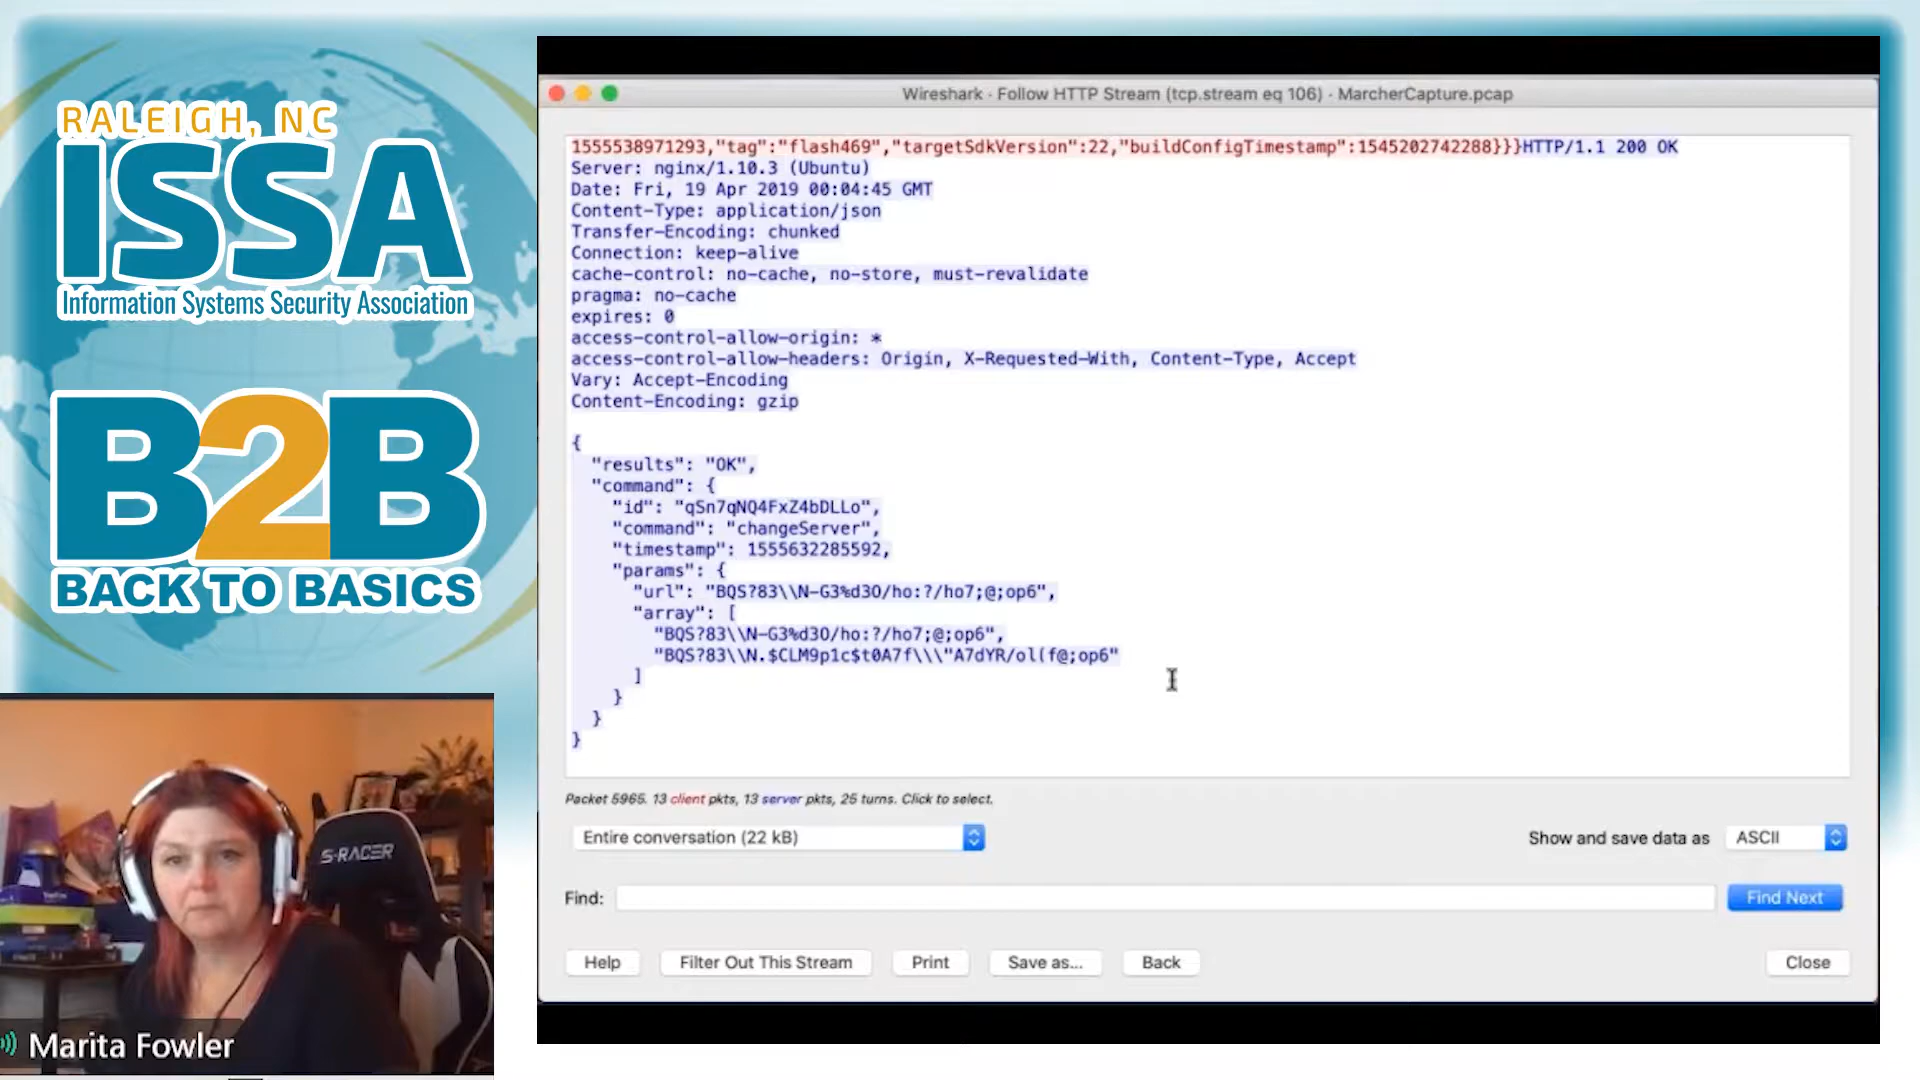 RALEIGH, NC
ISSA
Information Systems Security Association
B2B
BACK TO BASICS
Wireshark · Follow HTTP Stream (tcp.stream eq 106) · MarcherCapture.pcap
1555538971293,"tag":"flash469","targetSdkVersion":22,"buildConfigTimestamp":1545202742288}}}HTTP/1.1 200 OK
Server: nginx/1.10.3 (Ubuntu)
Date: Fri, 19 Apr 2019 00:04:45 GMT
Content-Type: application/json
Transfer-Encoding: chunked
Connection: keep-alive
cache-control: no-cache, no-store, must-revalidate
pragma: no-cache
expires: 0
access-control-allow-origin: *
access-control-allow-headers: Origin, X-Requested-With, Content-Type, Accept
Vary: Accept-Encoding
Content-Encoding: gzip
{
"results": "OK",
"command": {
"id": "qSn7qNQ4FxZ4bDLLo",
"command": "changeServer",
"timestamp": 1555632285592,
"params": {
"url": "BQS?83\\N-G3%d3O/ho:?/ho7;@;op6",
"array": [
"BQS?83\\N-G3%d3O/ho:?/ho7;@;op6",
"BQS?83\\N.$CLM9p1c$t0A7f\\\"A7dYR/ol(f@;op6"
]
}
}
}
Packet 5965. 13 client pkts, 13 server pkts, 25 turns. Click to select.
Entire conversation (22 kB)
Show and save data as ASCII
Find:
Find Next
Help
Filter Out This Stream
Print
Save as...
Back
Close
S-RACER
Marita Fowler